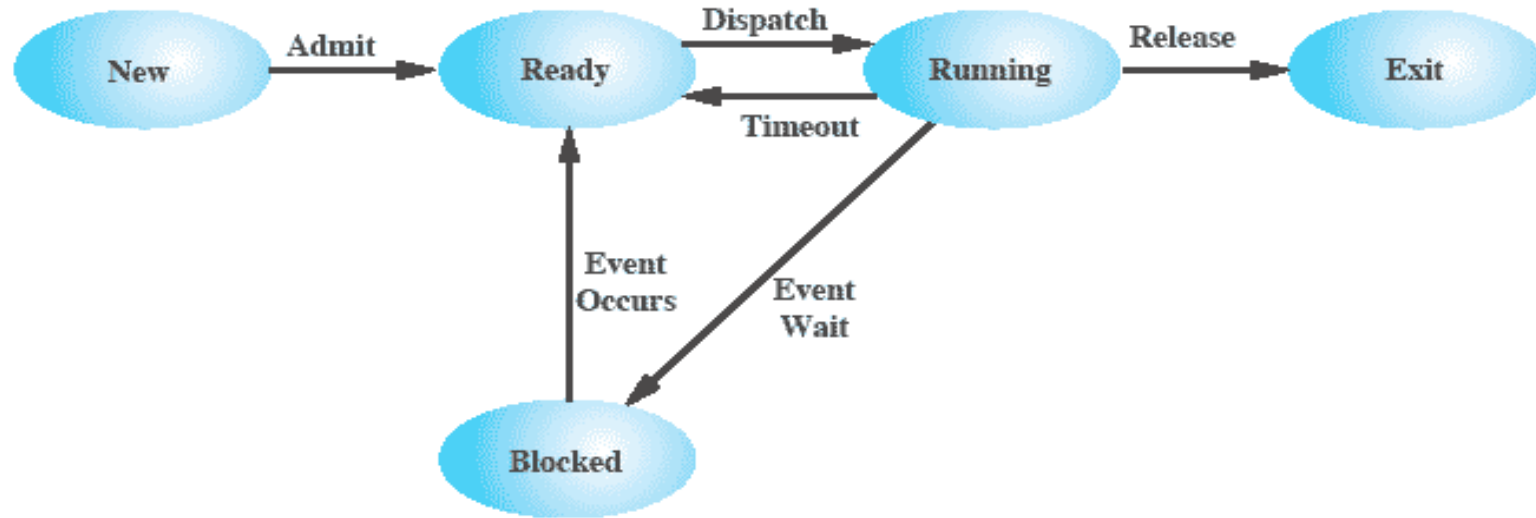 Dispatch
Admit
Release
New
Ready
Running
Exit
Timeout
Event
Occurs
Event
Wait
Blocked